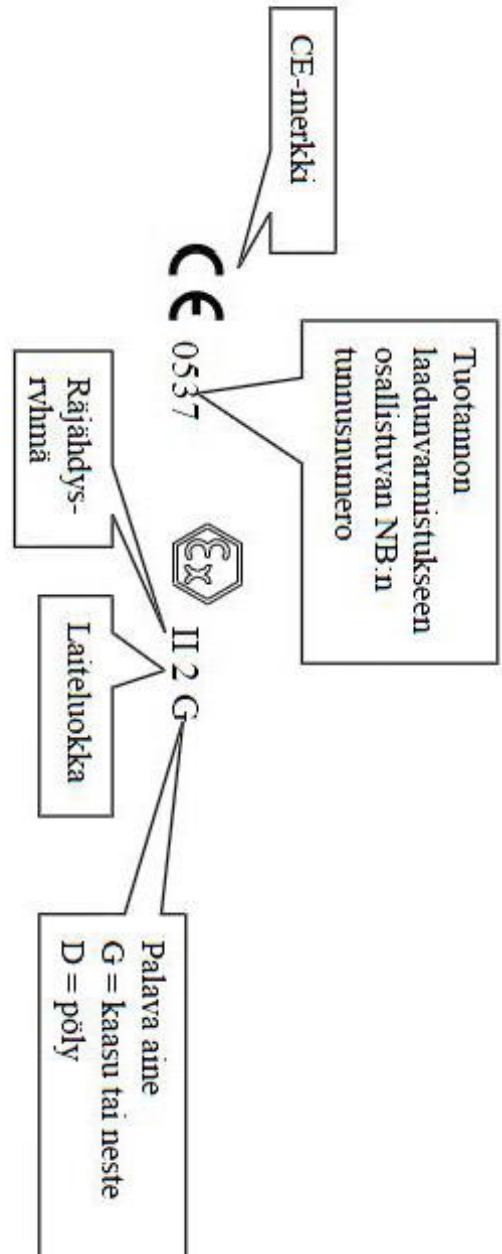 CE-merkki
Tuotannon
laadunvarmistukseen
osallistuvan NB:n
tunnusnumero
CE 0537 Ex II 2 G
Räjähdys-
ryhmä
Laiteluokka
Palava aine
G = kaasu tai neste
D = pöly